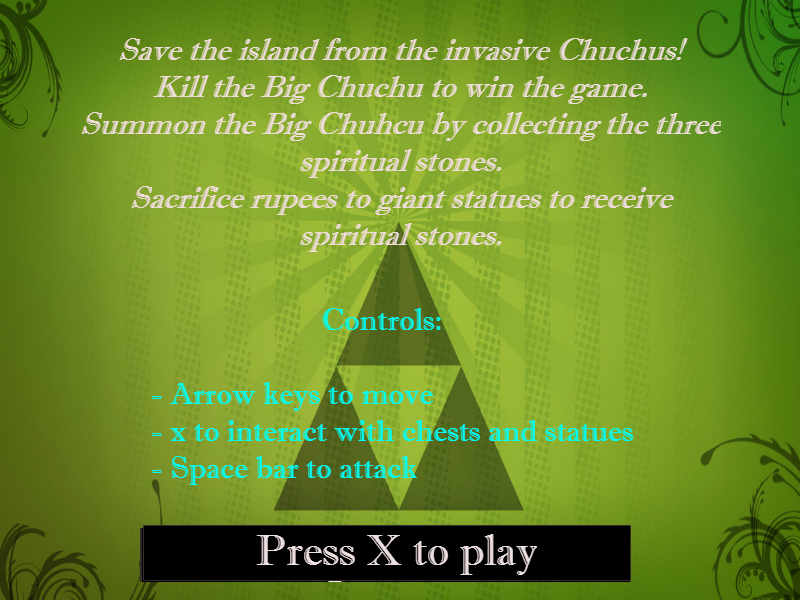 Save the island from the invasive Chuchus!
Kill the Big Chuchu to win the game.
Summon the Big Chuhcu by collecting the three
spiritual stones.
Sacrifice rupees to giant statues to receive
spiritual stones.
Controls:
- Arrow keys to move
- x to interact with chests and statues
- Space bar to attack
Press X to play